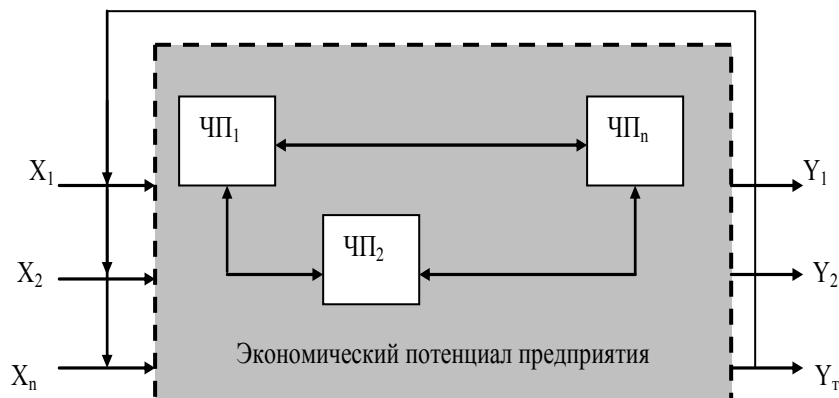 ЧП1
ЧПn
X1
Y1
ЧП2
X2
Y2
Экономический потенциал предприятия
Xn
Yт